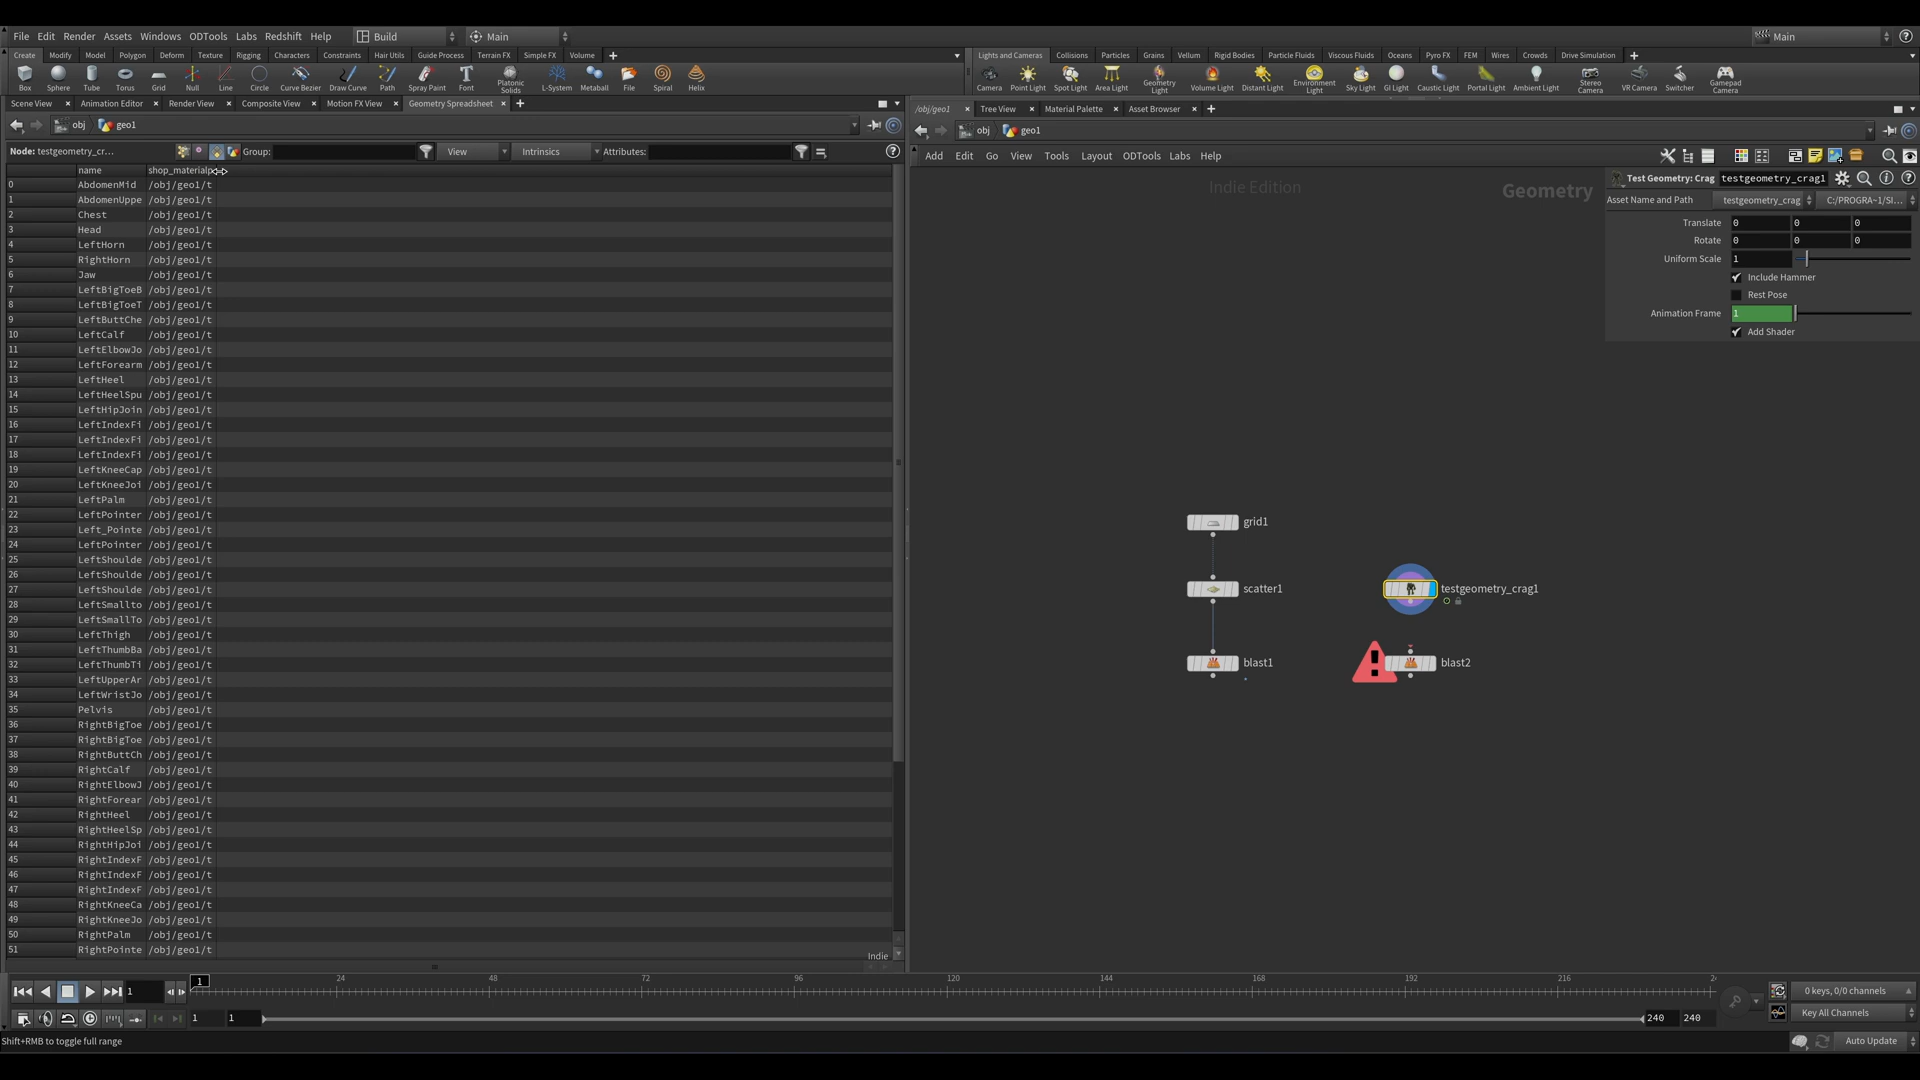 File Edit Render Assets Windows ODTools Labs Redshift Help Build Main Main
Create Modify Model Polygon Deform Texture Rigging Characters Constraints Hair Utils Guide Process Terrain FX Simple FX Volume
Lights and Cameras Collisions Particles Grains Vellum Rigid Bodies Particle Fluids Viscous Fluids Oceans Pyro FX FEM Wires Crowds Drive Simulation
Box Sphere Tube Torus Grid Null Line Circle Curve Bezier Draw Curve Path Spray Paint Font Platonic Solids L-System Metaball File Spiral Helix
Camera Point Light Spot Light Area Light Geometry Light Volume Light Distant Light Environment Light Sky Light GI Light Caustic Light Portal Light Ambient Light Stereo Camera VR Camera Switcher Gamepad Camera
Scene View Animation Editor Render View Composite View Motion FX View Geometry Spreadsheet
/obj/geo1 Tree View Material Palette Asset Browser
obj geo1
obj geo1
Node: testgeometry_cr... Group: View Intrinsics Attributes:
Add Edit Go View Tools Layout ODTools Labs Help
name shop_materialp
0 AbdomenMid /obj/geo1/t
1 AbdomenUppe /obj/geo1/t
2 Chest /obj/geo1/t
3 Head /obj/geo1/t
4 LeftHorn /obj/geo1/t
5 RightHorn /obj/geo1/t
6 Jaw /obj/geo1/t
7 LeftBigToeB /obj/geo1/t
8 LeftBigToeT /obj/geo1/t
9 LeftButtChe /obj/geo1/t
10 LeftCalf /obj/geo1/t
11 LeftElbowJo /obj/geo1/t
12 LeftForearm /obj/geo1/t
13 LeftHeel /obj/geo1/t
14 LeftHeelSpu /obj/geo1/t
15 LeftHipJoin /obj/geo1/t
16 LeftIndexFi /obj/geo1/t
17 LeftIndexFi /obj/geo1/t
18 LeftIndexFi /obj/geo1/t
19 LeftKneeCap /obj/geo1/t
20 LeftKneeJoi /obj/geo1/t
21 LeftPalm /obj/geo1/t
22 LeftPointer /obj/geo1/t
23 Left_Pointe /obj/geo1/t
24 LeftPointer /obj/geo1/t
25 LeftShoulde /obj/geo1/t
26 LeftShoulde /obj/geo1/t
27 LeftShoulde /obj/geo1/t
28 LeftSmallto /obj/geo1/t
29 LeftSmallTo /obj/geo1/t
30 LeftThigh /obj/geo1/t
31 LeftThumbBa /obj/geo1/t
32 LeftThumbTi /obj/geo1/t
33 LeftUpperAr /obj/geo1/t
34 LeftWristJo /obj/geo1/t
35 Pelvis /obj/geo1/t
36 RightBigToe /obj/geo1/t
37 RightBigToe /obj/geo1/t
38 RightButtCh /obj/geo1/t
39 RightCalf /obj/geo1/t
40 RightElbowJ /obj/geo1/t
41 RightForear /obj/geo1/t
42 RightHeel /obj/geo1/t
43 RightHeelSp /obj/geo1/t
44 RightHipJoi /obj/geo1/t
45 RightIndexF /obj/geo1/t
46 RightIndexF /obj/geo1/t
47 RightIndexF /obj/geo1/t
48 RightKneeCa /obj/geo1/t
49 RightKneeJo /obj/geo1/t
50 RightPalm /obj/geo1/t
51 RightPointe /obj/geo1/t
Indie
Indie Edition Geometry
grid1
scatter1
testgeometry_crag1
blast1
blast2
Test Geometry: Crag testgeometry_crag1
Asset Name and Path testgeometry_crag C:/PROGRA~1/SI...
Translate 0 0 0
Rotate 0 0 0
Uniform Scale 1
Include Hammer
Rest Pose
Animation Frame 1
Add Shader
1 24 48 72 96 120 144 168 192 216
1
1 1 240 240
0 keys, 0/0 channels
Key All Channels
Shift+RMB to toggle full range
Auto Update